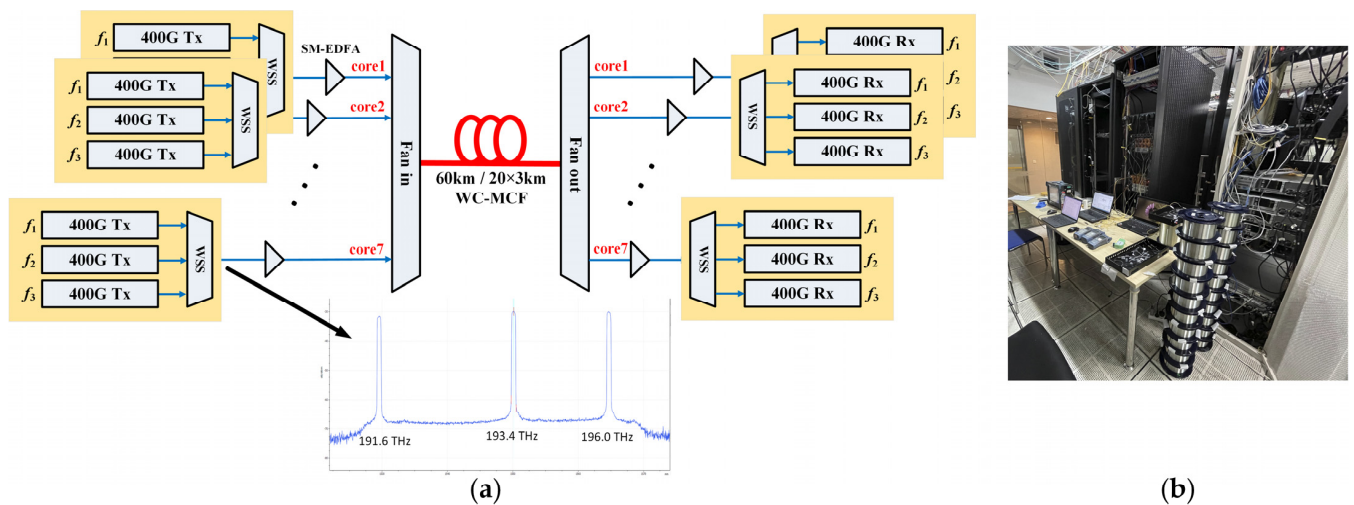 f1 400G Tx
WSS
f1 400G Tx
f2 400G Tx
f3 400G Tx
WSS
SM-EDFA
core1
core2
f1 400G Tx
f2 400G Tx
f3 400G Tx
WSS
core7
Fan in
60km / 20×3km
WC-MCF
Fan out
core1
core2
core7
400G Rx f1
f2
f3
WSS
400G Rx f1
400G Rx f2
400G Rx f3
WSS
400G Rx f1
400G Rx f2
400G Rx f3
191.6 THz
193.4 THz
196.0 THz
(a)
(b)